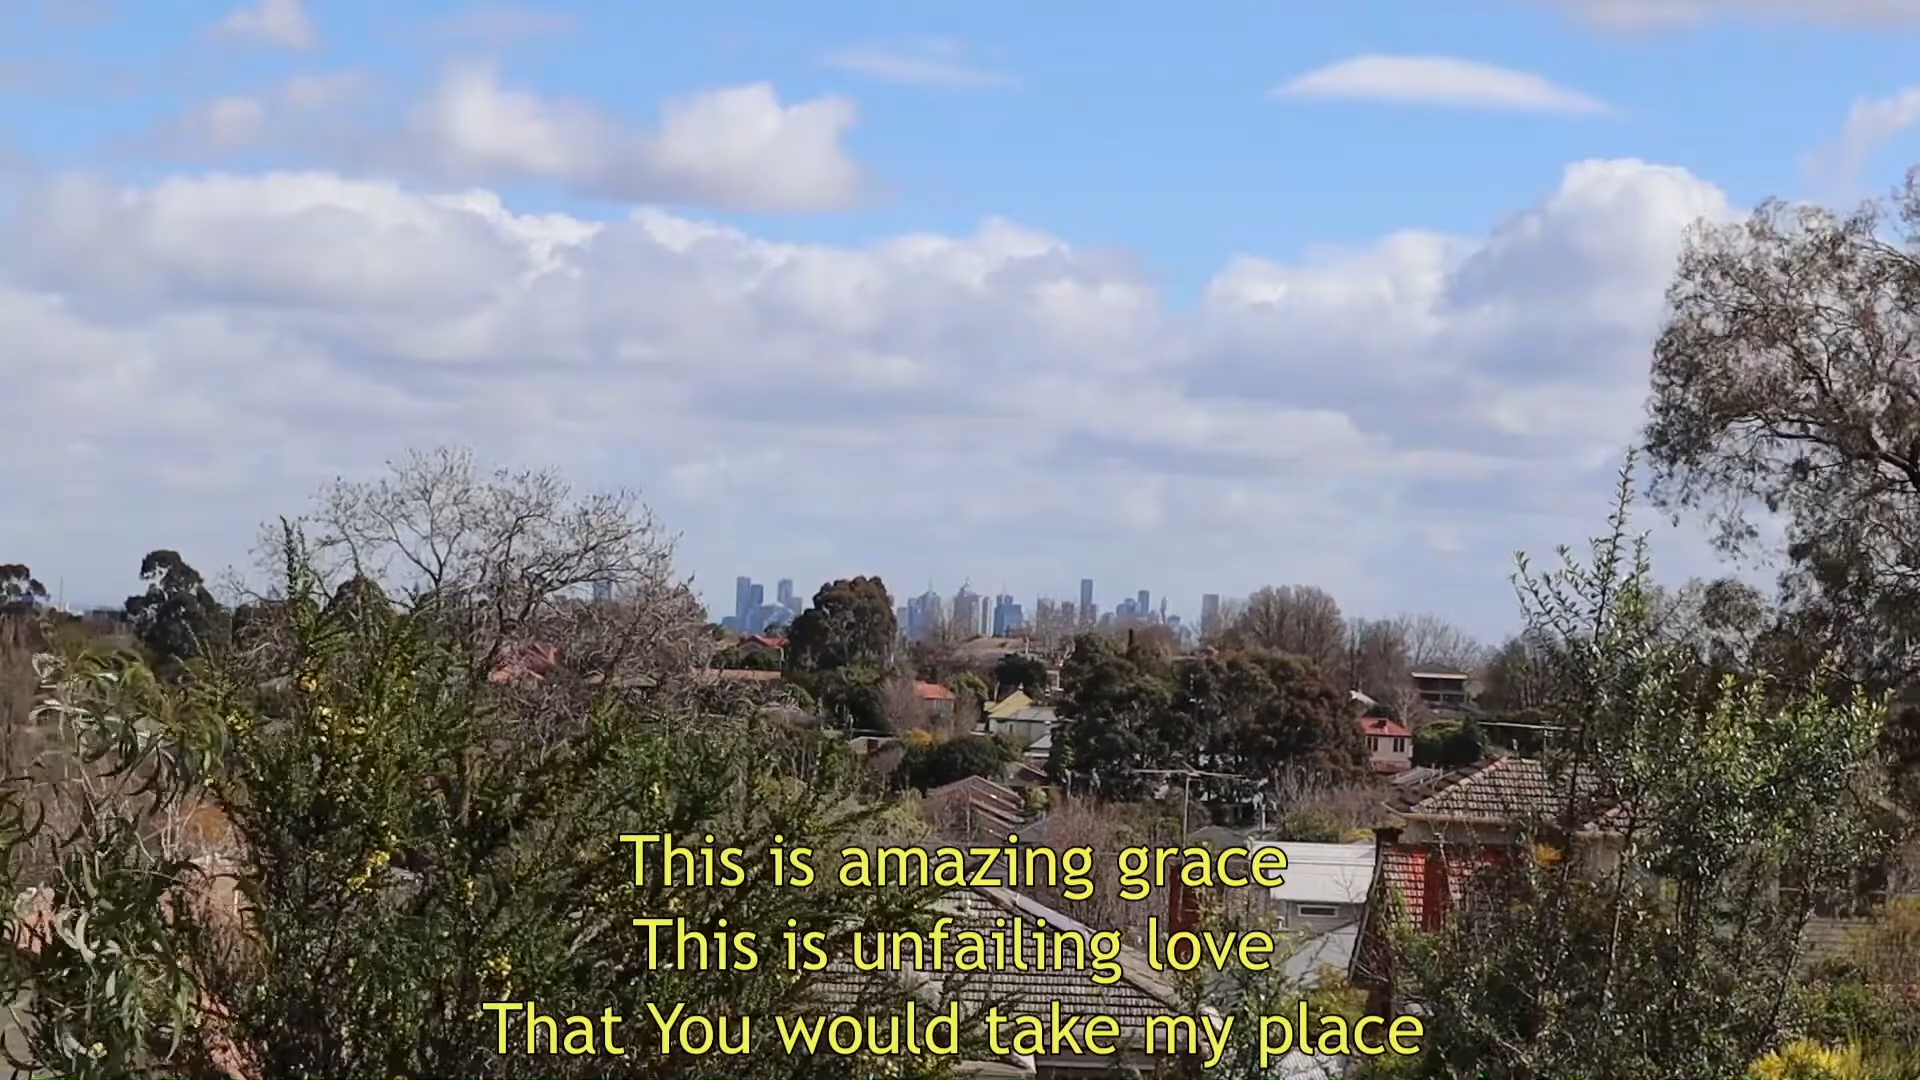 This is amazing grace
This is unfailing love
That You would take my place